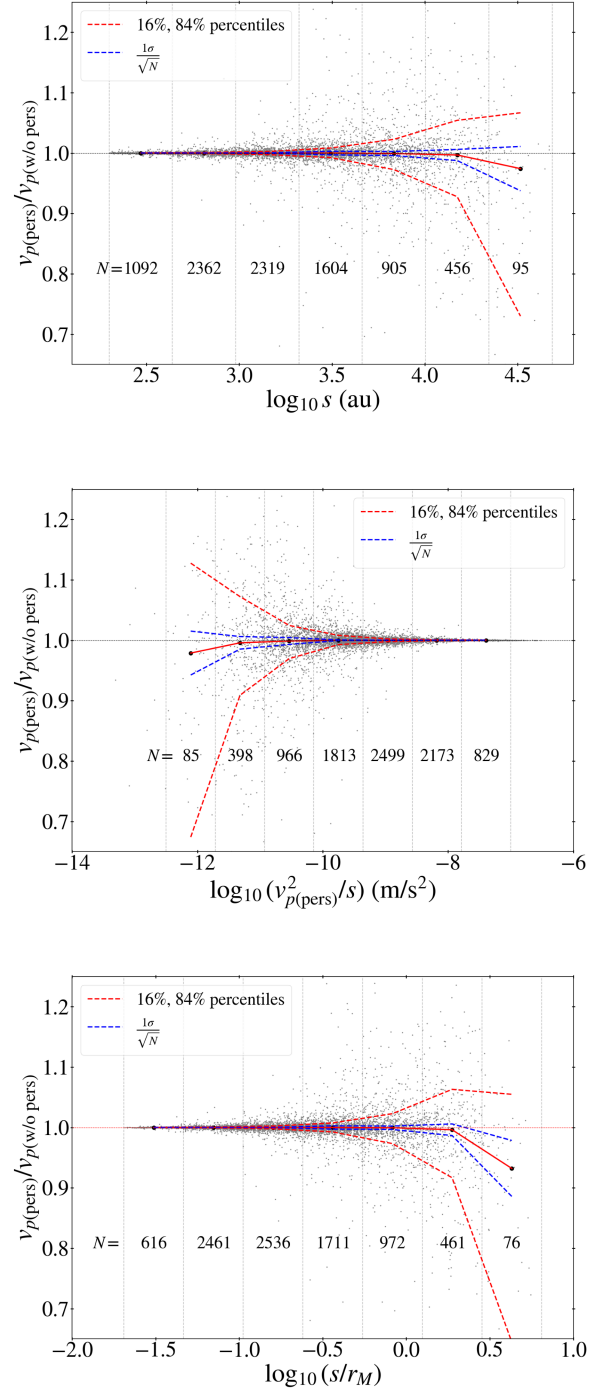 16%, 84% percentiles
1σ/√N
v_p(pers)/v_p(w/o pers)
1.2
1.1
1.0
0.9
0.8
0.7
N=1092 2362 2319 1604 905 456 95
2.5 3.0 3.5 4.0 4.5
log₁₀ s (au)
16%, 84% percentiles
1σ/√N
v_p(pers)/v_p(w/o pers)
1.2
1.1
1.0
0.9
0.8
0.7
N= 85 398 966 1813 2499 2173 829
−14 −12 −10 −8 −6
log₁₀ (v²_p(pers)/s) (m/s²)
16%, 84% percentiles
1σ/√N
v_p(pers)/v_p(w/o pers)
1.2
1.1
1.0
0.9
0.8
0.7
N= 616 2461 2536 1711 972 461 76
−2.0 −1.5 −1.0 −0.5 0.0 0.5 1.0
log₁₀ (s/r_M)